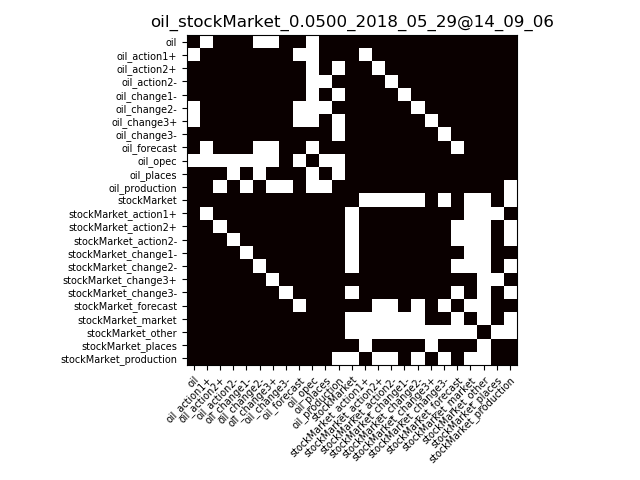 oil_stockMarket_0.0500_2018_05_29@14_09_06
oil
oil_action1+
oil_action2+
oil_action2-
oil_change1-
oil_change2-
oil_change3+
oil_change3-
oil_forecast
oil_opec
oil_places
oil_production
stockMarket
stockMarket_action1+
stockMarket_action2+
stockMarket_action2-
stockMarket_change1-
stockMarket_change2-
stockMarket_change3+
stockMarket_change3-
stockMarket_forecast
stockMarket_market
stockMarket_other
stockMarket_places
stockMarket_production
oil
oil_action1+
oil_action2+
oil_action2-
oil_change1-
oil_change2-
oil_change3+
oil_change3-
oil_forecast
oil_opec
oil_places
oil_production
stockMarket
stockMarket_action1+
stockMarket_action2+
stockMarket_action2-
stockMarket_change1-
stockMarket_change2-
stockMarket_change3+
stockMarket_change3-
stockMarket_forecast
stockMarket_market
stockMarket_other
stockMarket_places
stockMarket_production